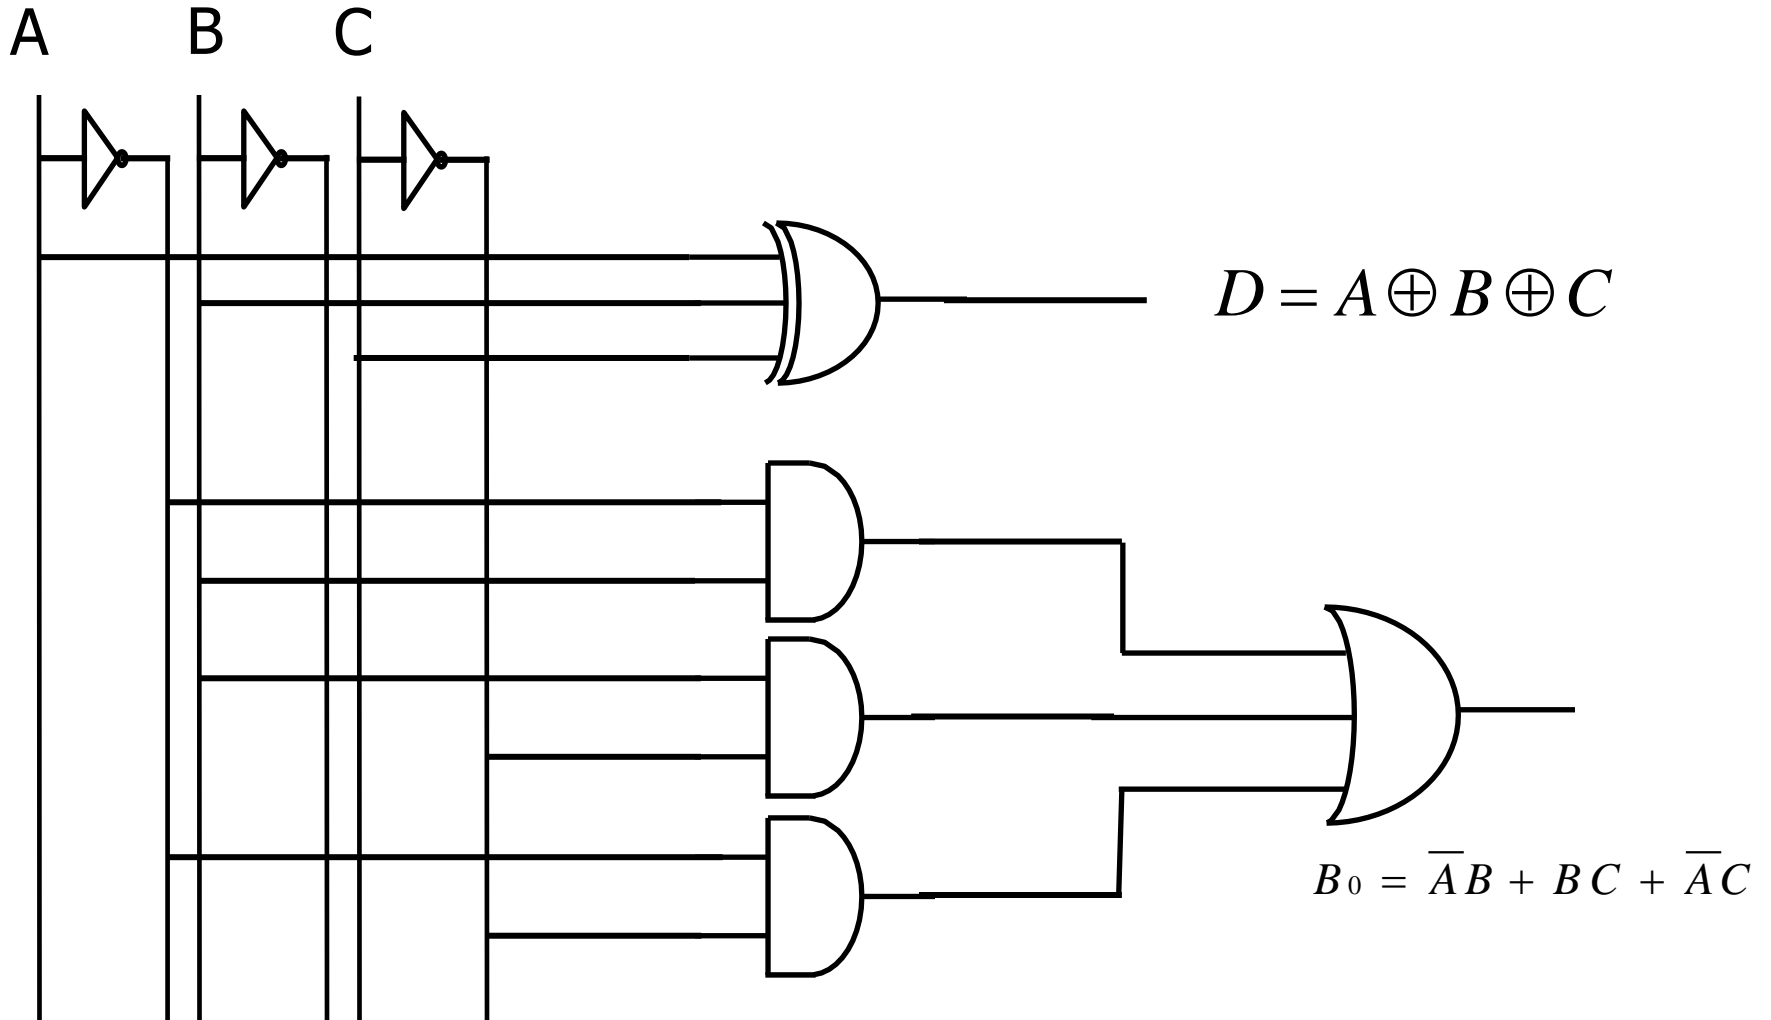 A B C
D = A ⊕ B ⊕ C
B₀ = A̅B + BC + A̅C